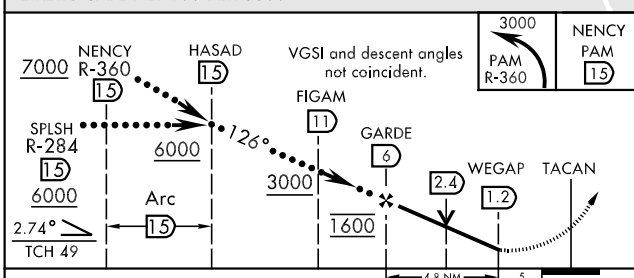 3000
PAM
R-360
NENCY
PAM
15
NENCY
R-360
15
7000
HASAD
15
VGSI and descent angles
not coincident.
FIGAM
11
GARDE
6
SPLSH
R-284
15
6000
126°
6000
3000
1600
2.4
WEGAP
1.2
TACAN
Arc
15
2.74°
TCH 49
4.8 NM
5